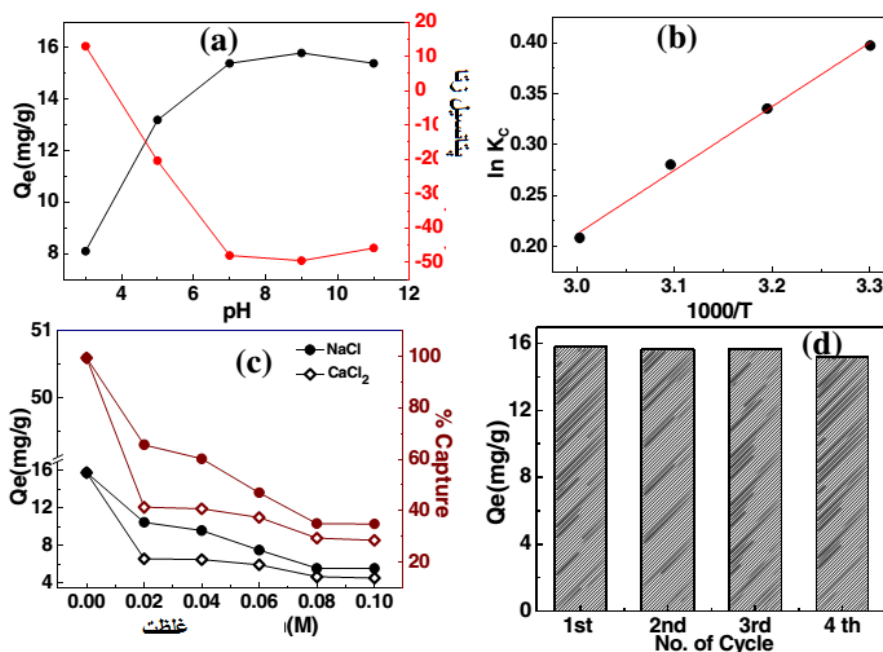 (a)
Qe(mg/g)
16
14
12
10
8
20
10
0
-10
-20
-30
-40
-50
پتانسیل زتا
4 6 8 10 12
pH
(b)
ln Kc
0.40
0.35
0.30
0.25
0.20
3.0 3.1 3.2 3.3
1000/T
(c)
NaCl
CaCl2
Qe(mg/g)
51
50
16
12
8
4
100
80
60
40
20
% Capture
0.00 0.02 0.04 0.06 0.08 0.10
غلظت (M)
(d)
Qe(mg/g)
16
12
8
4
0
1st 2nd 3rd 4 th
No. of Cycle